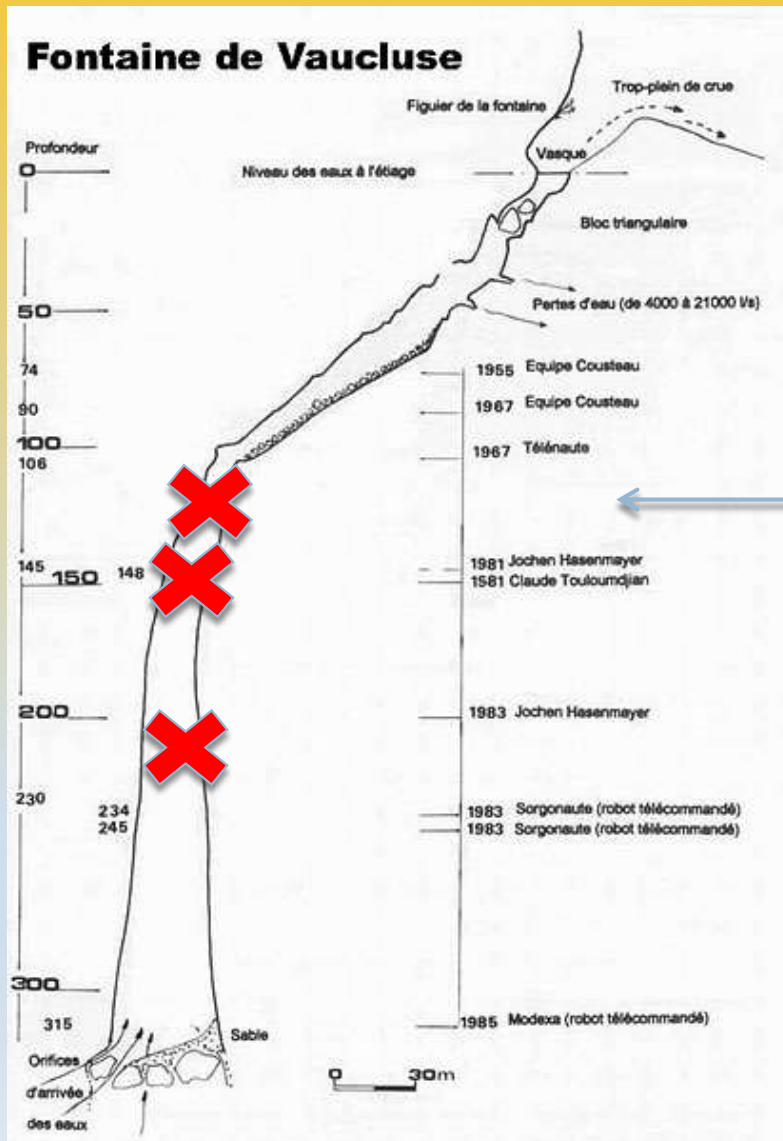 Fontaine de Vaucluse
Trop-plein de crue
Figuier de la fontaine
Profondeur
Vasque
0
Niveau des eaux à l'étiage
Bloc triangulaire
50
Pertes d'eau (de 4000 à 21000 l/s)
74
1955 Equipe Cousteau
90
1967 Equipe Cousteau
100
106
1967 Télénaute
145
148
1981 Jochen Hasenmayer
150
1581 Claude Touloumdjian
200
1983 Jochen Hasenmayer
230
234
1983 Sorgonaute (robot télécommandé)
245
1983 Sorgonaute (robot télécommandé)
300
315
1985 Modexa (robot télécommandé)
Sable
Orifices
d'arrivée
des eaux
0 30m